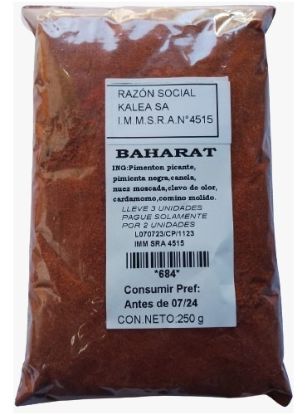 RAZÓN SOCIAL
KALEA SA
I.M M.S.R.A.N°4515
BAHARAT
ING:Pimenton picante,
pimienta negra,canela,
nuez moscada,clavo de olor,
cardamomo,comino molido.
LLEVE 3 UNIDADES
PAGUE SOLAMENTE
POR 2 UNIDADES
L070723/CP/1123
IMM SRA 4515
*684*
Consumir Pref:
Antes de 07/24
CON.NETO:250 g